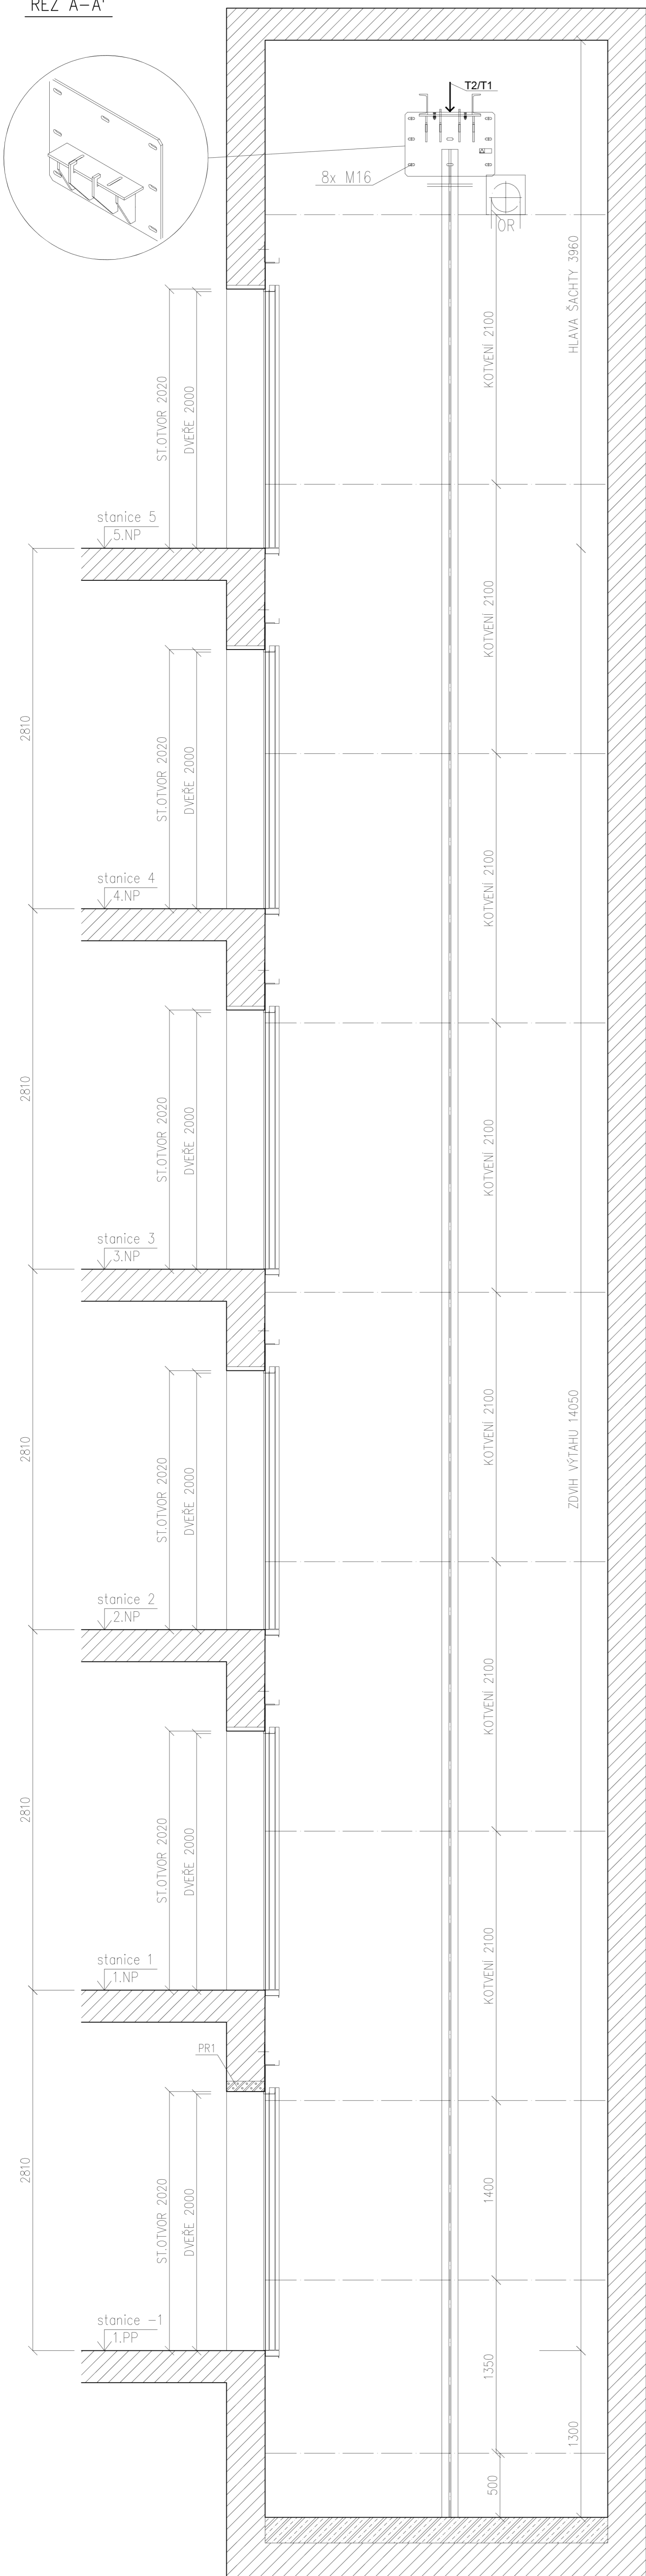 ŘEZ A-A'
T2/T1
8x M16
OR
HLAVA ŠACHTY 3960
KOTVENÍ 2100
ST.OTVOR 2020
DVEŘE 2000
stanice 5
5.NP
KOTVENÍ 2100
2810
ST.OTVOR 2020
DVEŘE 2000
stanice 4
4.NP
KOTVENÍ 2100
2810
ST.OTVOR 2020
DVEŘE 2000
KOTVENÍ 2100
stanice 3
3.NP
2810
ST.OTVOR 2020
DVEŘE 2000
KOTVENÍ 2100
ZDVIH VÝTAHU 14050
stanice 2
2.NP
KOTVENÍ 2100
2810
ST.OTVOR 2020
DVEŘE 2000
KOTVENÍ 2100
stanice 1
1.NP
PR1
2810
ST.OTVOR 2020
DVEŘE 2000
1400
stanice -1
1.PP
1350
1300
500